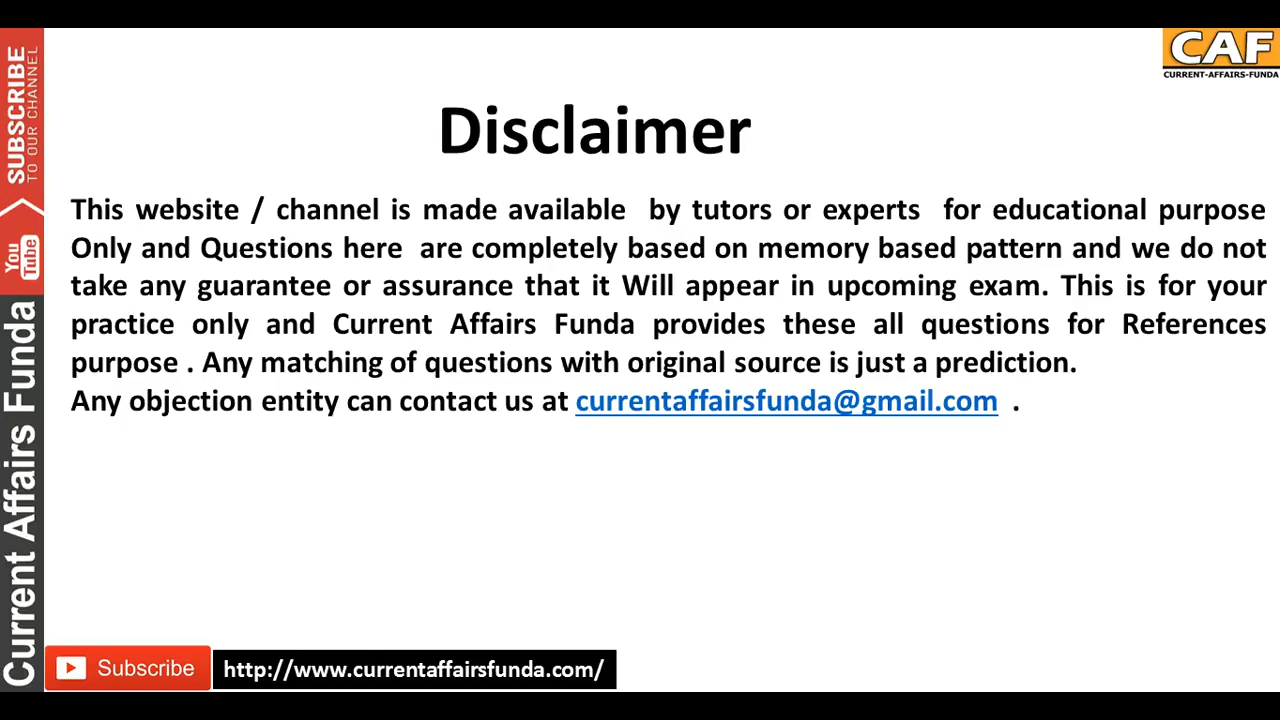 CAF
CURRENT-AFFAIRS-FUNDA
SUBSCRIBE
TO OUR CHANNEL
You Tube
Current Affairs Funda
Disclaimer
This website / channel is made available by tutors or experts for educational purpose
Only and Questions here are completely based on memory based pattern and we do not
take any guarantee or assurance that it Will appear in upcoming exam. This is for your
practice only and Current Affairs Funda provides these all questions for References
purpose . Any matching of questions with original source is just a prediction.
Any objection entity can contact us at currentaffairsfunda@gmail.com .
Subscribe
http://www.currentaffairsfunda.com/